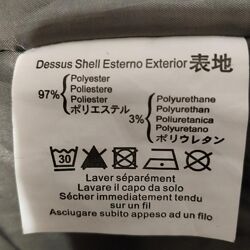 Dessus Shell Esterno Exterior 表地
97% Polyester
Poliestere
Poliester
ポリエステル
3% Polyurethane
Polyurethan
Poliuretanica
Polyuretano
ポリウレタン
30
Laver séparément
Lavare il capo da solo
Sécher immédiatement tendu
sur un fil
Asciugare subito appeso ad un filo